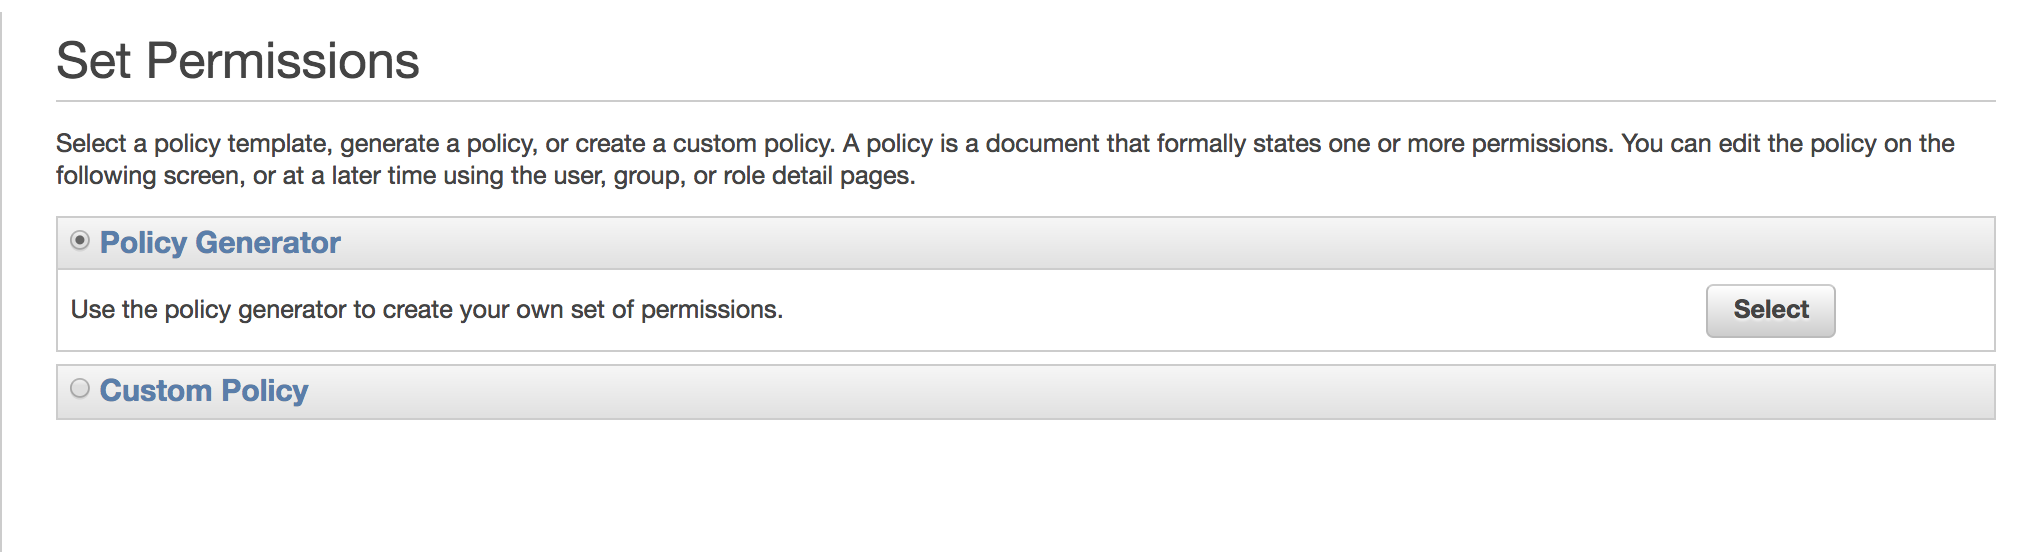 Set Permissions
Select a policy template, generate a policy, or create a custom policy. A policy is a document that formally states one or more permissions. You can edit the policy on the
following screen, or at a later time using the user, group, or role detail pages.
Policy Generator
Use the policy generator to create your own set of permissions.
Select
Custom Policy